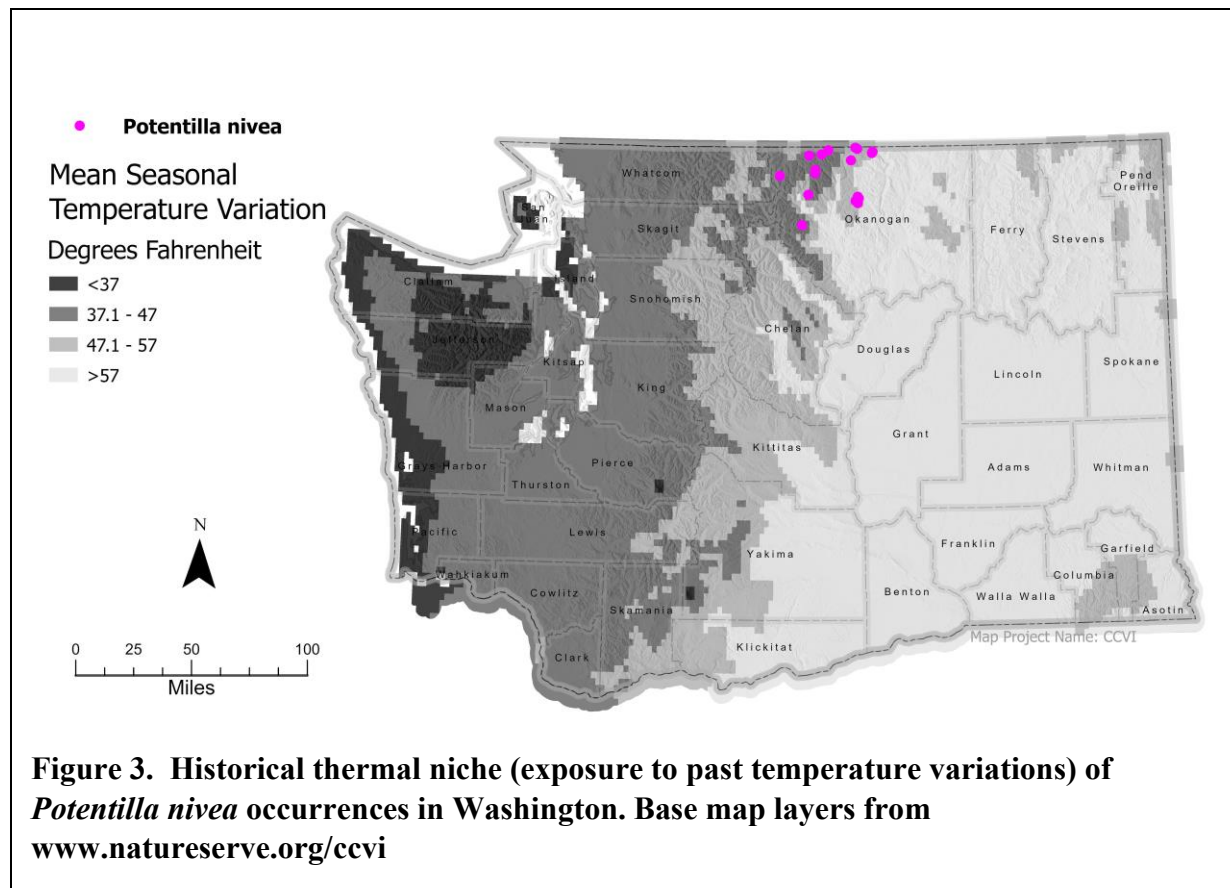 Potentilla nivea
Mean Seasonal
Temperature Variation
Degrees Fahrenheit
<37
37.1 - 47
47.1 - 57
>57
N
0 50 50 100
Miles
Whatcom
San
Juan
Skagit
Okanogan
Ferry
Stevens
Pend
Oreille
Clallam
Island
Snohomish
Chelan
Jefferson
Kitsap
Douglas
Lincoln
Spokane
King
Mason
Grant
Kittitas
Grays Harbor
Pierce
Adams
Whitman
Thurston
Pacific
Lewis
Yakima
Franklin
Garfield
Wahkiakum
Columbia
Cowlitz
Benton
Walla Walla
Skamania
Asotin
Map Project Name: CCVI
Klickitat
Clark
Figure 3. Historical thermal niche (exposure to past temperature variations) of
Potentilla nivea occurrences in Washington. Base map layers from
www.natureserve.org/ccvi